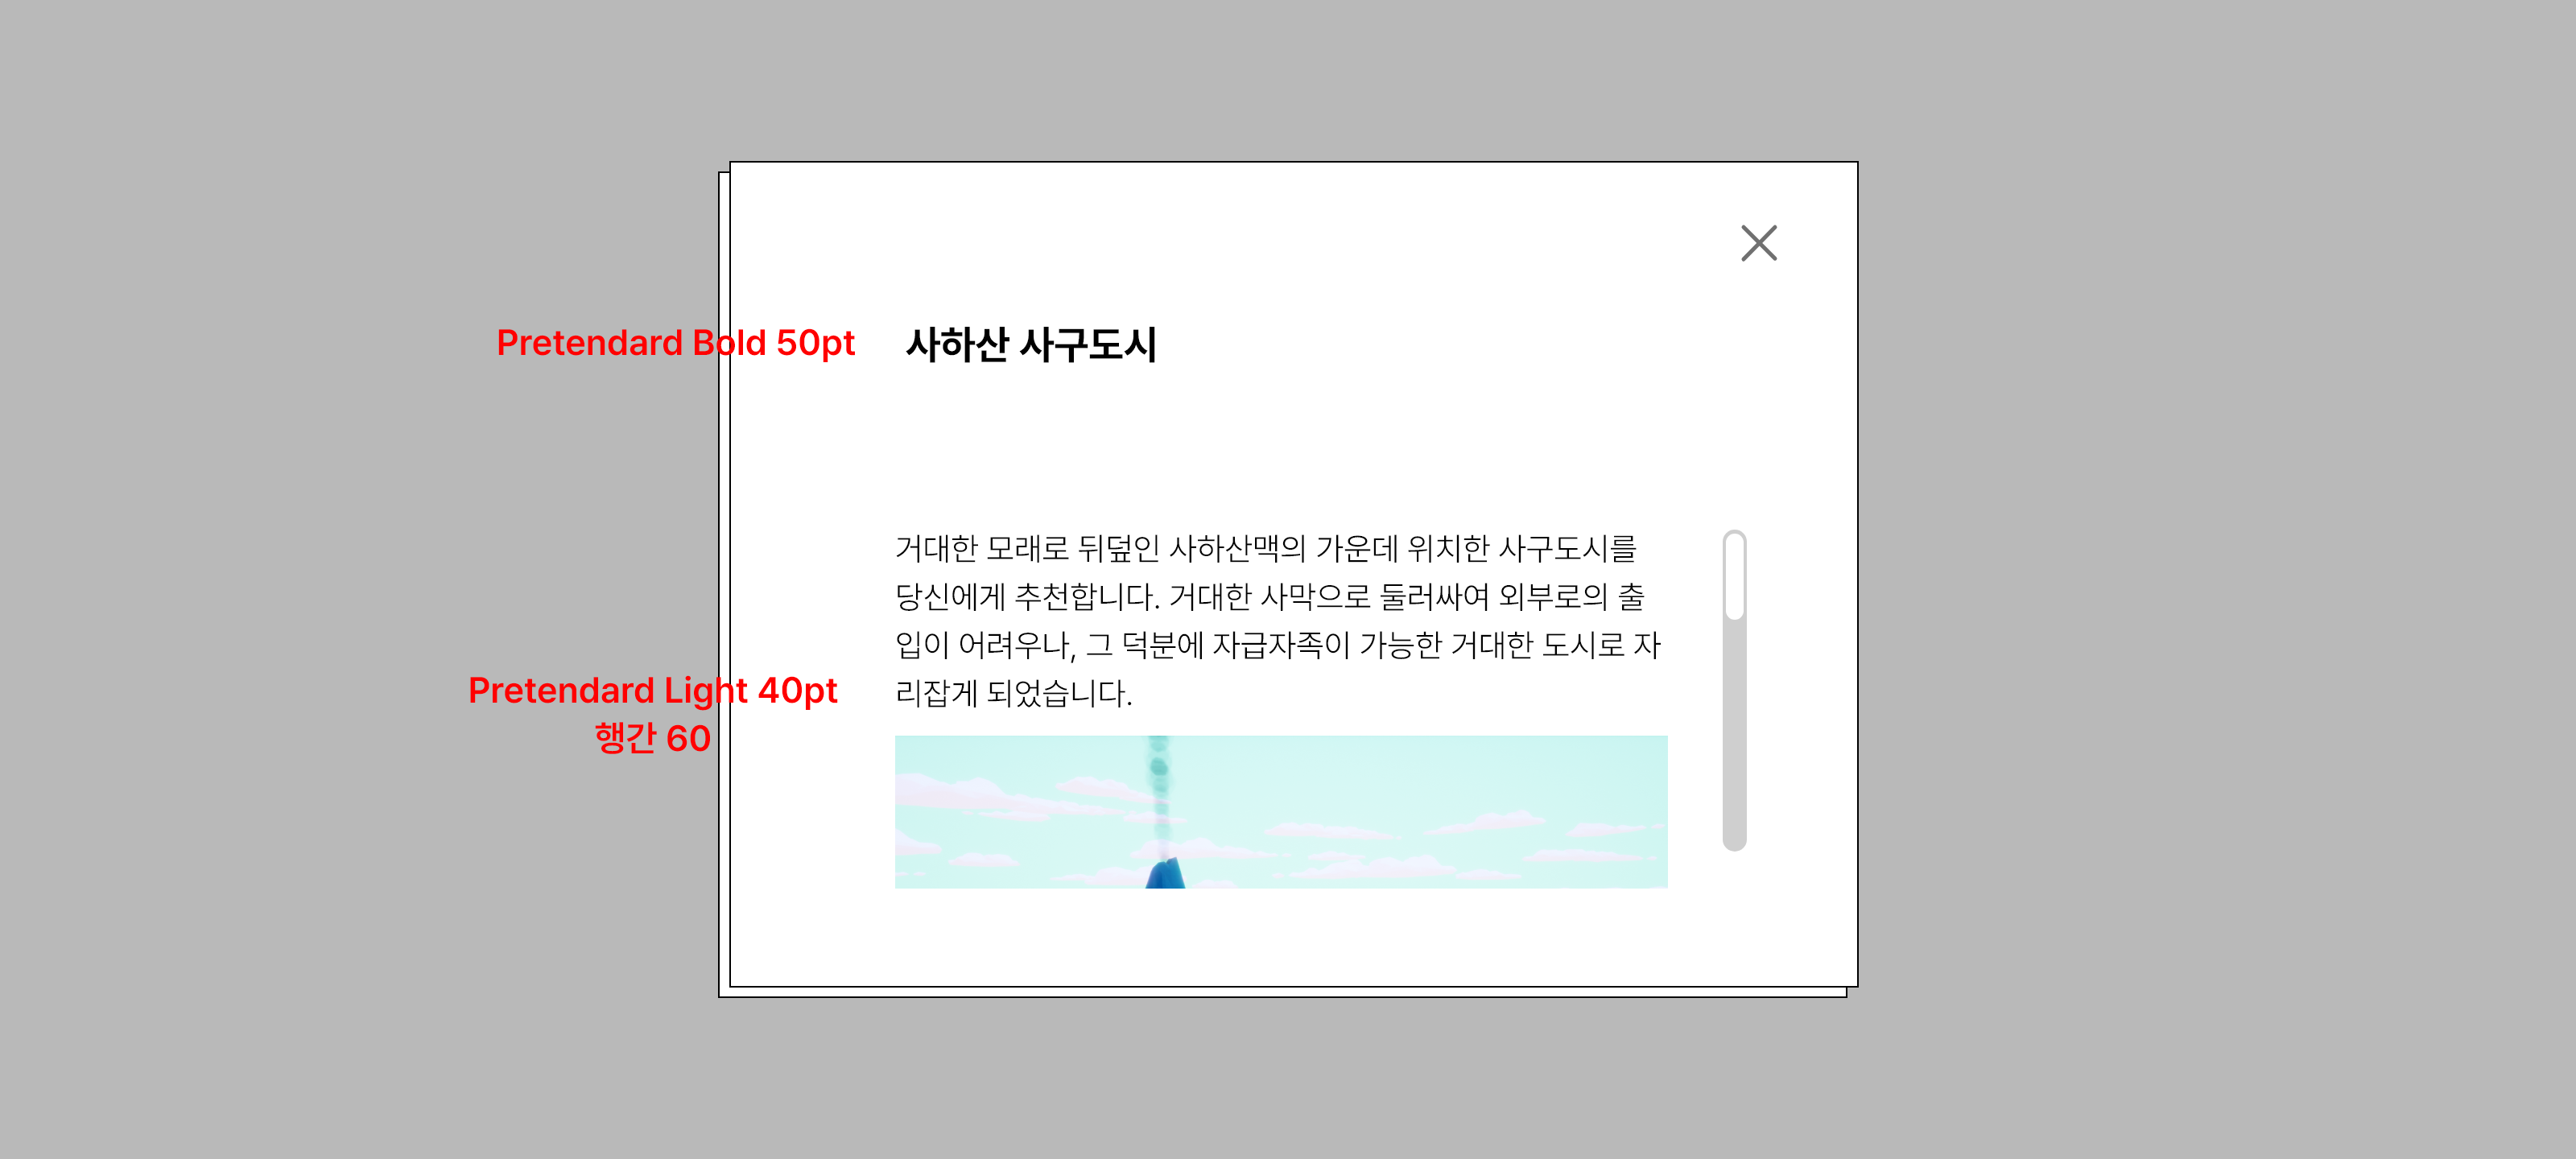 Pretendard Bold 50pt
사하산 사구도시
거대한 모래로 뒤덮인 사하산맥의 가운데 위치한 사구도시를
당신에게 추천합니다. 거대한 사막으로 둘러싸여 외부로의 출
입이 어려우나, 그 덕분에 자급자족이 가능한 거대한 도시로 자
리잡게 되었습니다.
Pretendard Light 40pt
행간 60